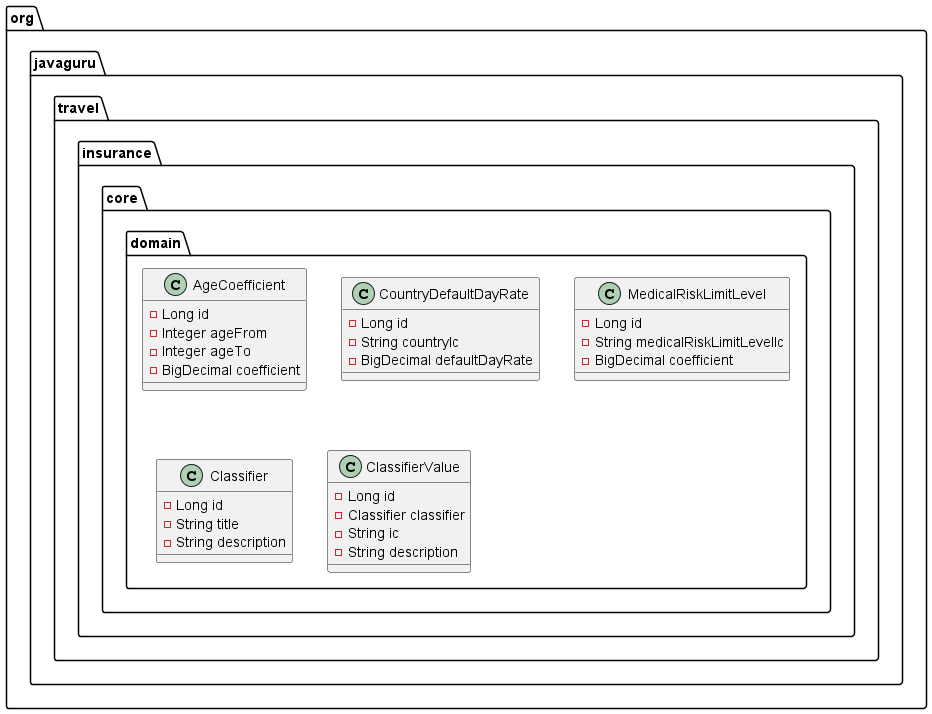 org
javaguru
travel
insurance
core
domain
C AgeCoefficient
Long id
Integer ageFrom
Integer ageTo
BigDecimal coefficient
C CountryDefaultDayRate
Long id
String countryIc
BigDecimal defaultDayRate
C MedicalRiskLimitLevel
Long id
String medicalRiskLimitLevelIc
BigDecimal coefficient
C Classifier
Long id
String title
String description
C ClassifierValue
Long id
Classifier classifier
String ic
String description